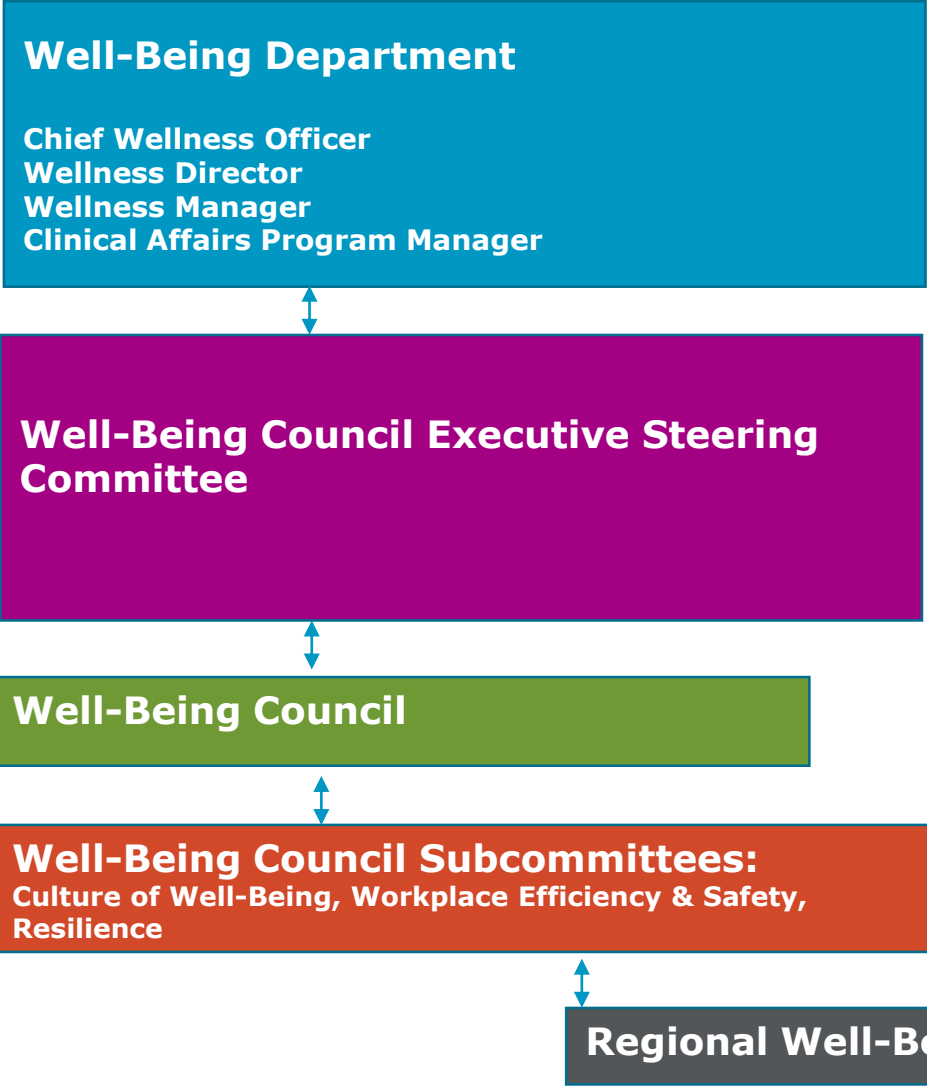 Well-Being Department
Chief Wellness Officer
Wellness Director
Wellness Manager
Clinical Affairs Program Manager
Well-Being Council Executive Steering
Committee
Well-Being Council
Well-Being Council Subcommittees:
Culture of Well-Being, Workplace Efficiency & Safety,
Resilience
Regional Well-Be